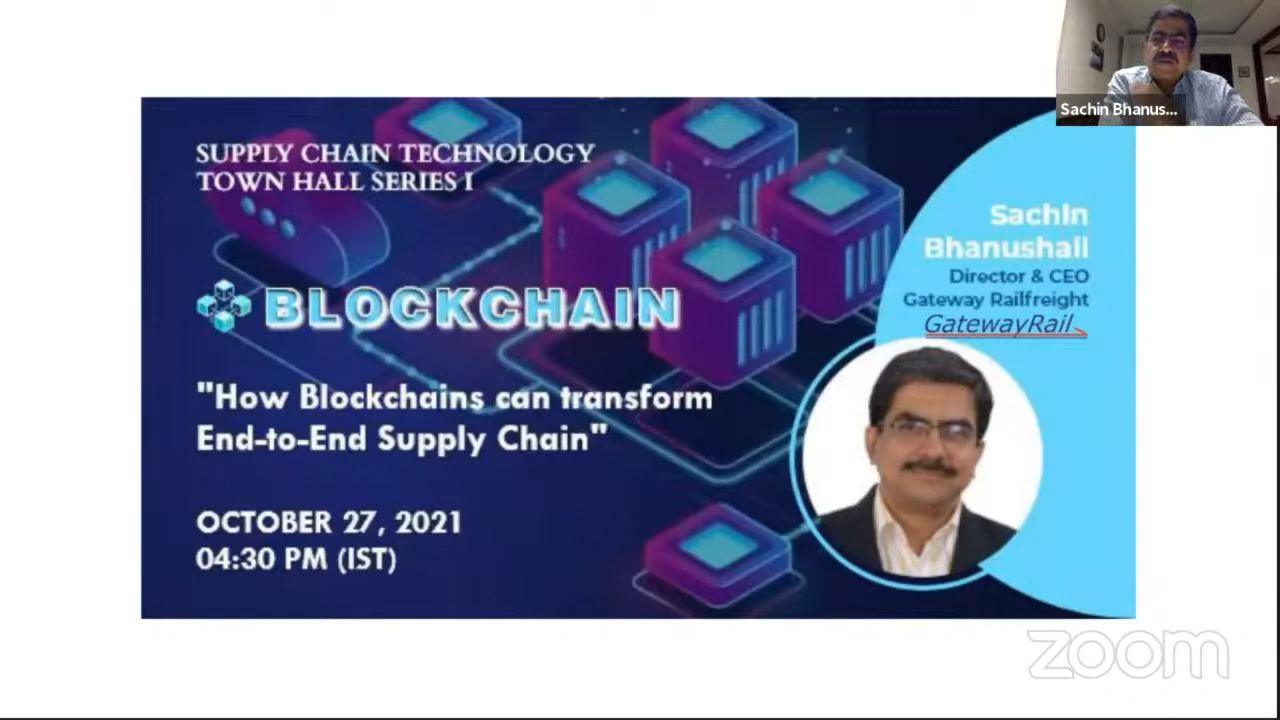 Sachin Bhanus...
SUPPLY CHAIN TECHNOLOGY
TOWN HALL SERIES I
BLOCKCHAIN
"How Blockchains can transform
End-to-End Supply Chain"
OCTOBER 27, 2021
04:30 PM (IST)
Sachin
Bhanushali
Director & CEO
Gateway Railfreight
GatewayRail
zoom